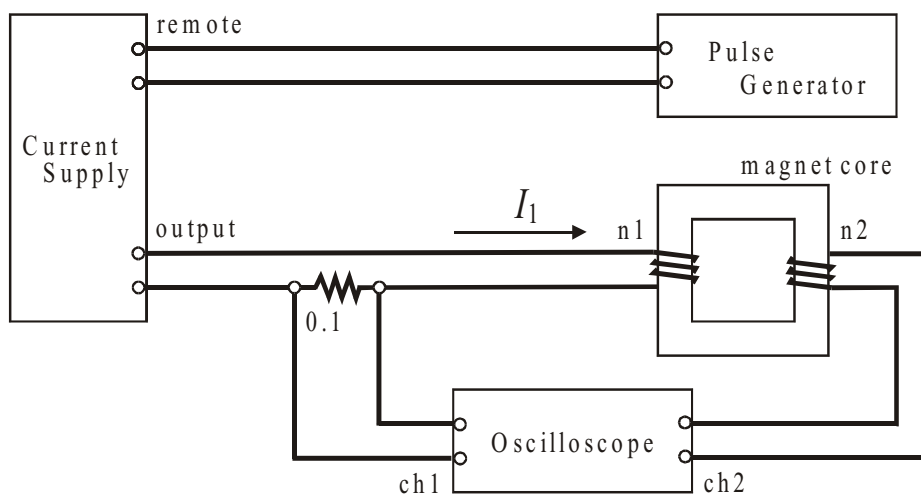 remote
Pulse
Generator
Current
Supply
magnet core
output
I1
n1
n2
0.1
Oscilloscope
ch1
ch2